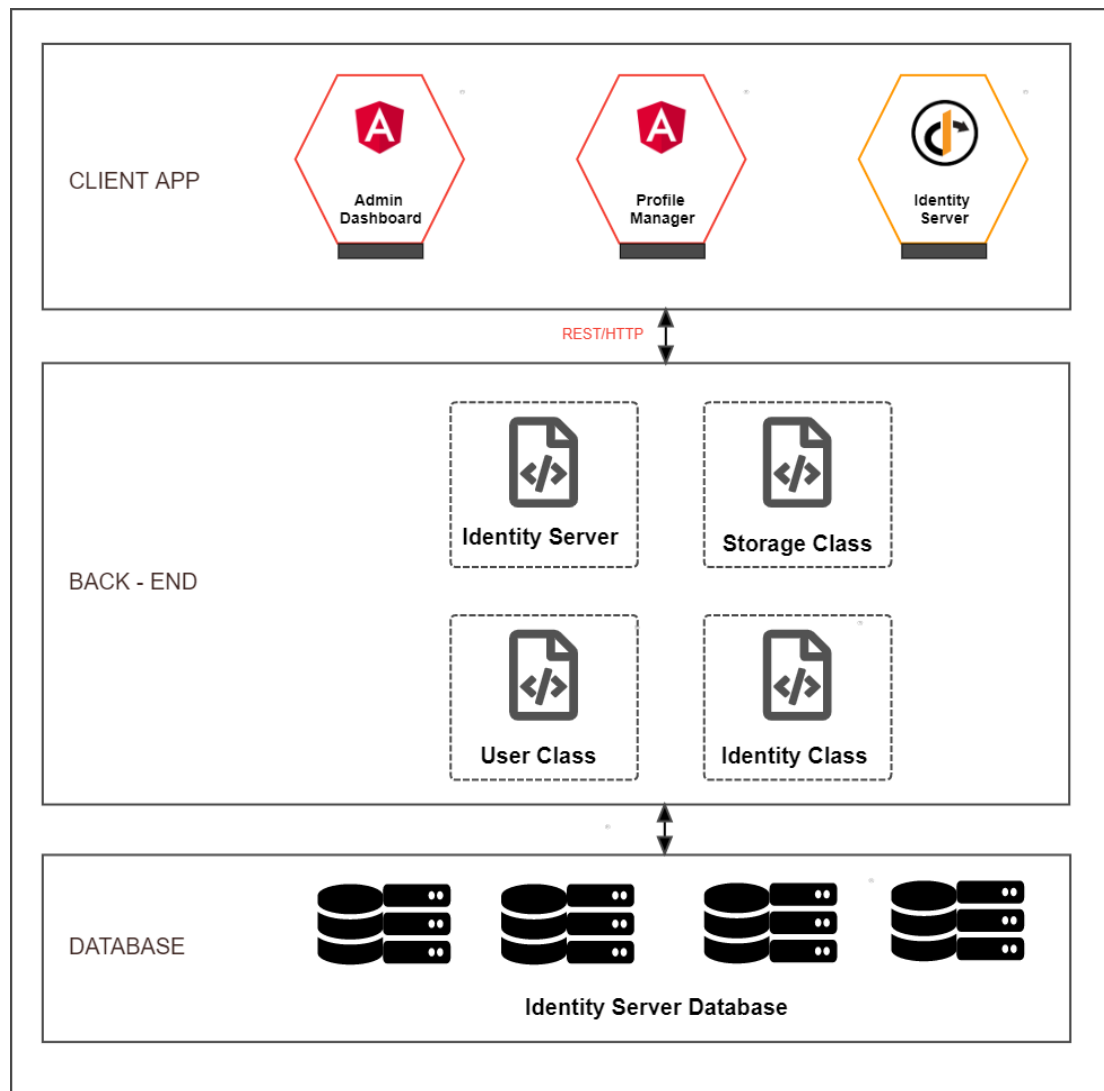 CLIENT APP
Admin
Dashboard
Profile
Manager
Identity
Server
REST/HTTP
BACK - END
Identity Server
Storage Class
User Class
Identity Class
DATABASE
Identity Server Database